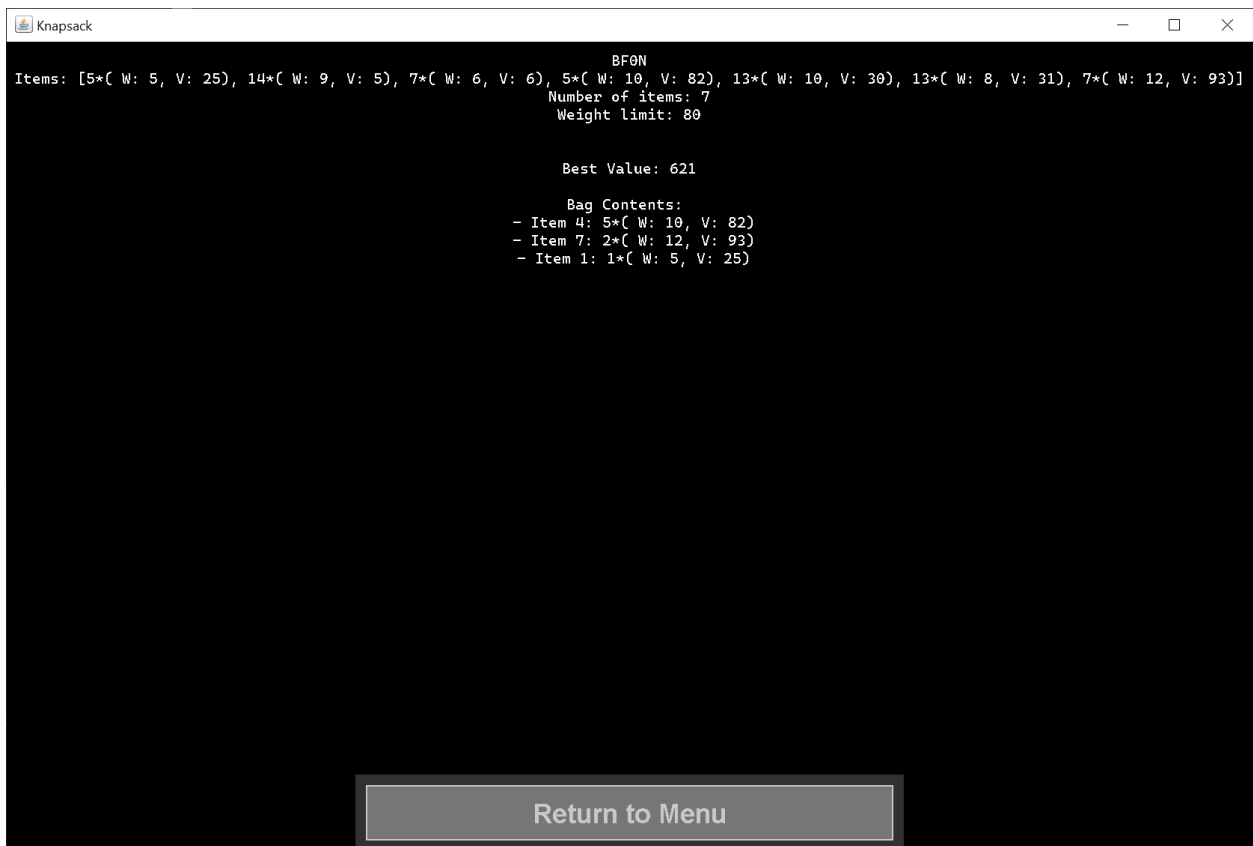 Knapsack
BF0N
Items: [5*( W: 5, V: 25), 14*( W: 9, V: 5), 7*( W: 6, V: 6), 5*( W: 10, V: 82), 13*( W: 10, V: 30), 13*( W: 8, V: 31), 7*( W: 12, V: 93)]
Number of items: 7
Weight limit: 80
Best Value: 621
Bag Contents:
- Item 4: 5*( W: 10, V: 82)
- Item 7: 2*( W: 12, V: 93)
- Item 1: 1*( W: 5, V: 25)
Return to Menu